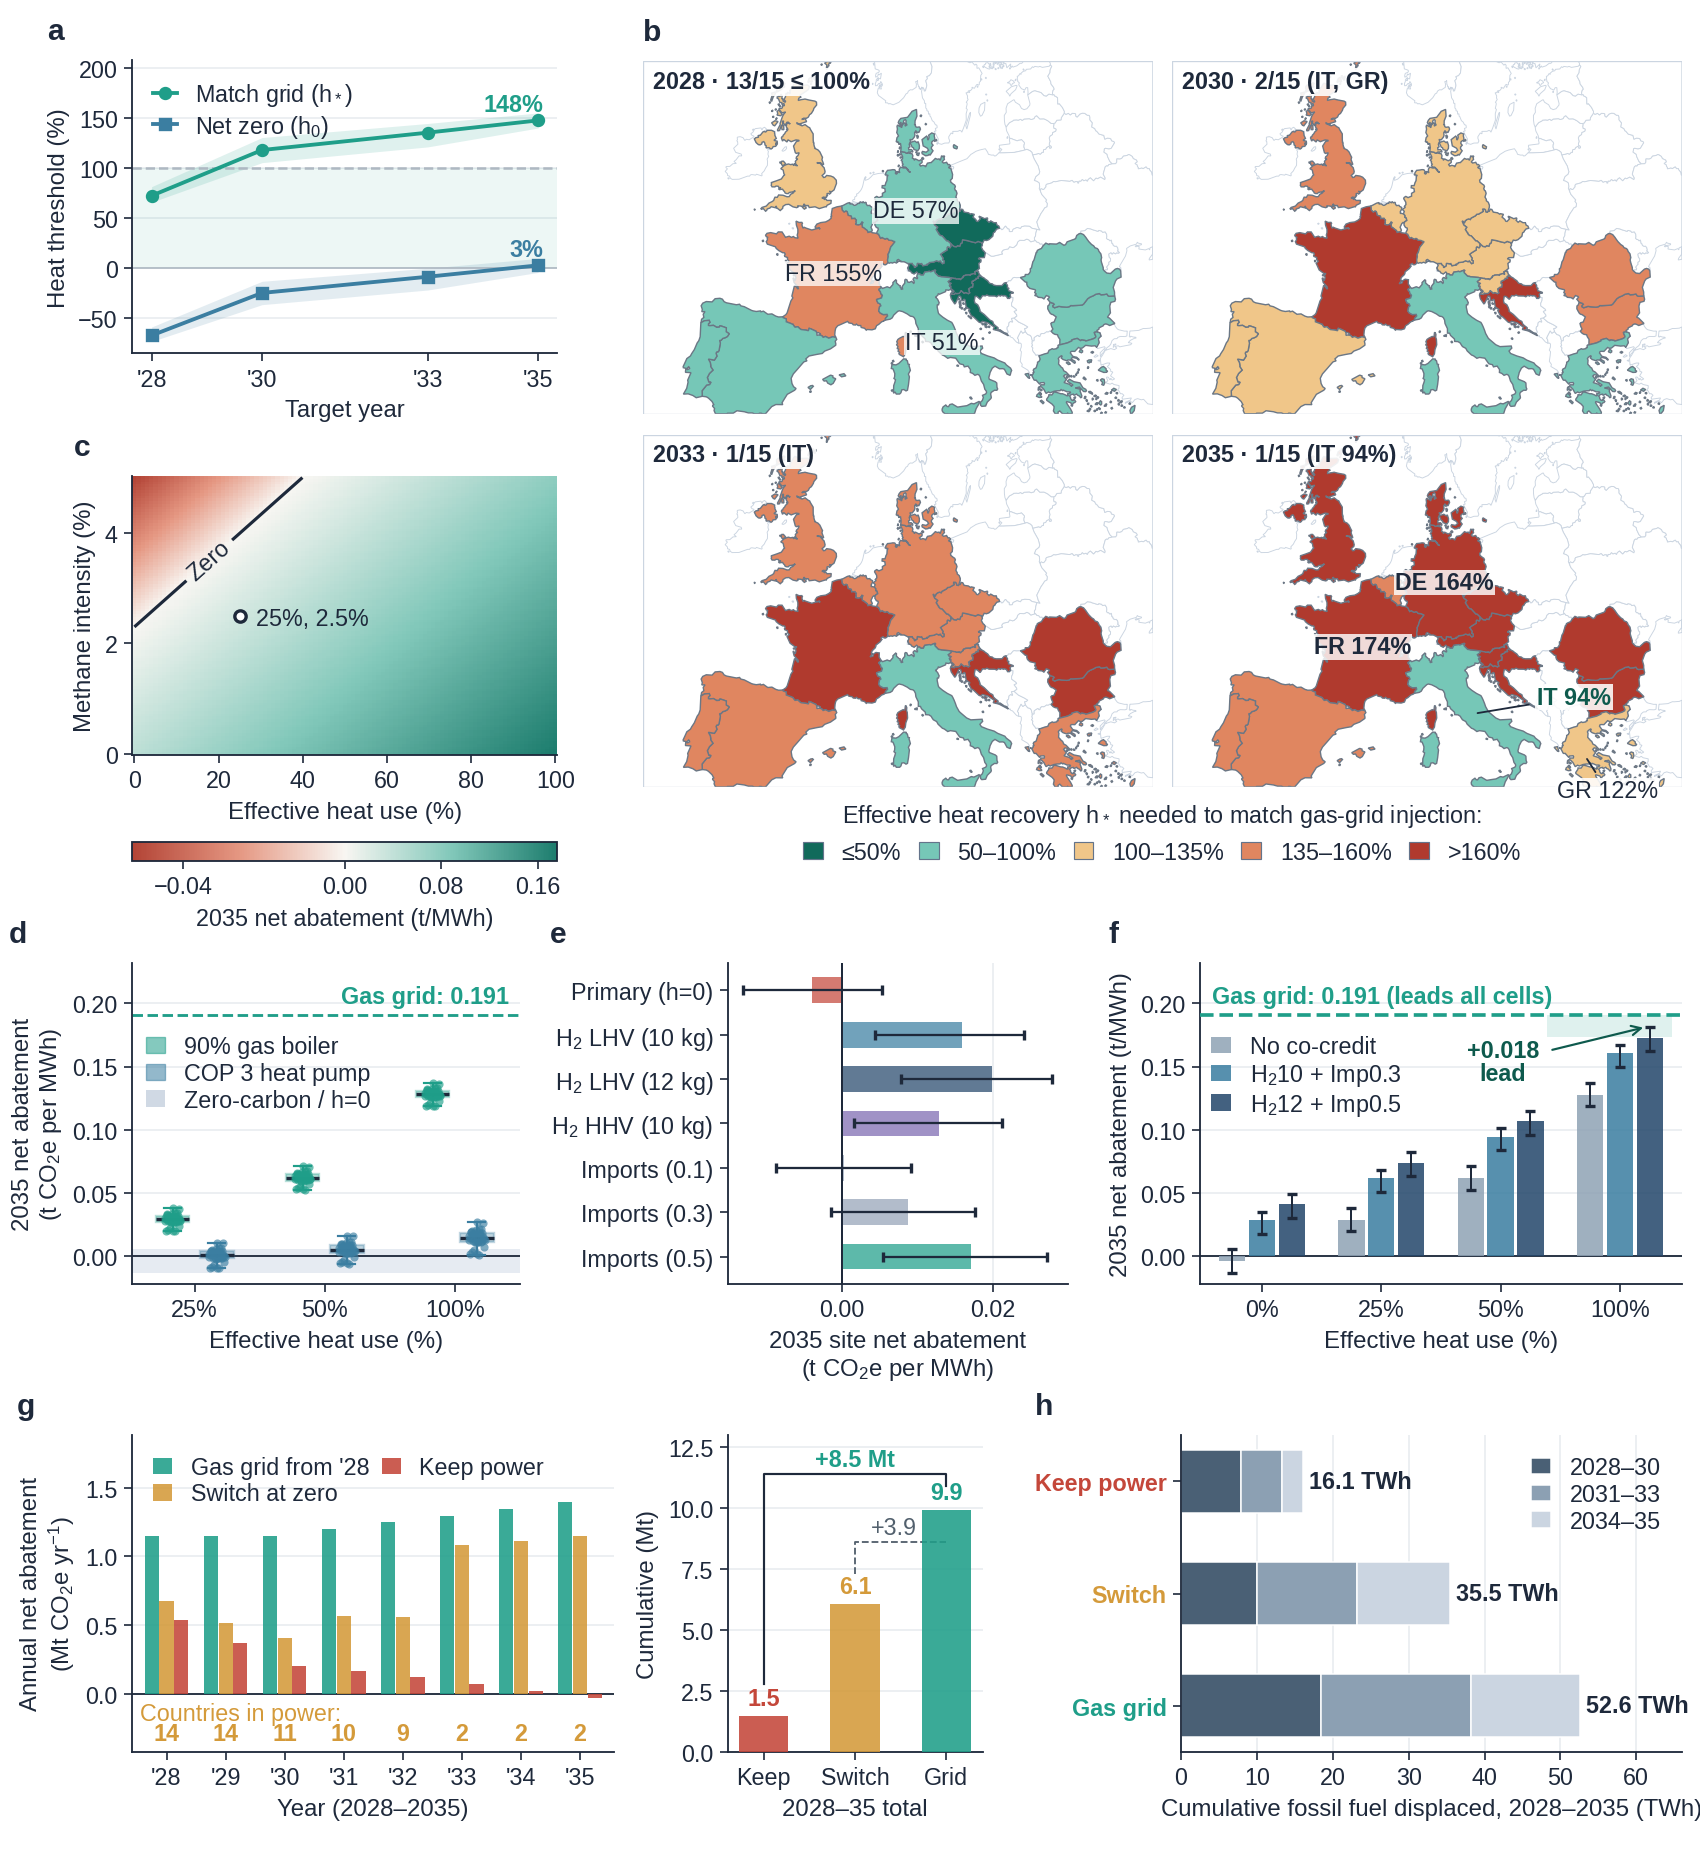 a
200
150
100
50
0
−50
Heat threshold (%)
Match grid (h*)
Net zero (h0)
148%
3%
'28 '30 '33 '35
Target year
b
2028 · 13/15 ≤ 100%
DE 57%
FR 155%
IT 51%
2030 · 2/15 (IT, GR)
2033 · 1/15 (IT)
2035 · 1/15 (IT 94%)
DE 164%
FR 174%
IT 94%
GR 122%
Effective heat recovery h* needed to match gas-grid injection:
≤50% 50–100% 100–135% 135–160% >160%
c
4
2
0
Methane intensity (%)
Zero
25%, 2.5%
0 20 40 60 80 100
Effective heat use (%)
−0.04 0.00 0.08 0.16
2035 net abatement (t/MWh)
d
0.20
0.15
0.10
0.05
0.00
2035 net abatement
(t CO₂e per MWh)
Gas grid: 0.191
90% gas boiler
COP 3 heat pump
Zero-carbon / h=0
25% 50% 100%
Effective heat use (%)
e
Primary (h=0)
H₂ LHV (10 kg)
H₂ LHV (12 kg)
H₂ HHV (10 kg)
Imports (0.1)
Imports (0.3)
Imports (0.5)
0.00 0.02
2035 site net abatement
(t CO₂e per MWh)
f
0.20
0.15
0.10
0.05
0.00
2035 net abatement (t/MWh)
Gas grid: 0.191 (leads all cells)
No co-credit
H₂10 + Imp0.3
H₂12 + Imp0.5
+0.018
lead
0% 25% 50% 100%
Effective heat use (%)
g
1.5
1.0
0.5
0.0
Annual net abatement
(Mt CO₂e yr⁻¹)
Gas grid from '28 Keep power
Switch at zero
Countries in power:
14 14 11 10 9 2 2 2
'28 '29 '30 '31 '32 '33 '34 '35
Year (2028–2035)
12.5
10.0
7.5
5.0
2.5
0.0
Cumulative (Mt)
+8.5 Mt
9.9
+3.9
6.1
1.5
Keep Switch Grid
2028–35 total
h
Keep power
Switch
Gas grid
16.1 TWh
35.5 TWh
52.6 TWh
2028–30
2031–33
2034–35
0 10 20 30 40 50 60
Cumulative fossil fuel displaced, 2028–2035 (TWh)